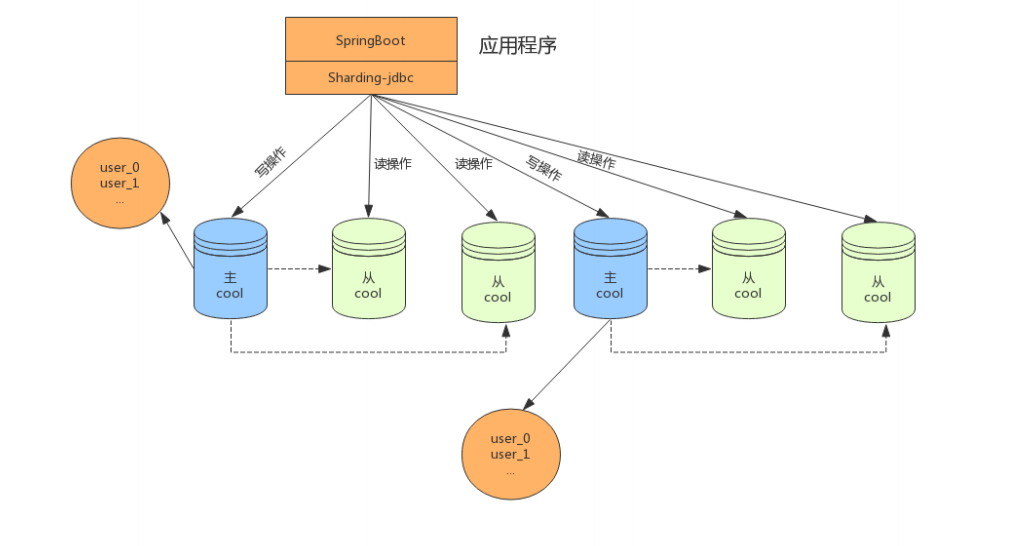 SpringBoot
应用程序
Sharding-jdbc
写操作
读操作
读操作
写操作
读操作
user_0
user_1
...
主
cool
从
cool
从
cool
主
cool
从
cool
从
cool
user_0
user_1
...